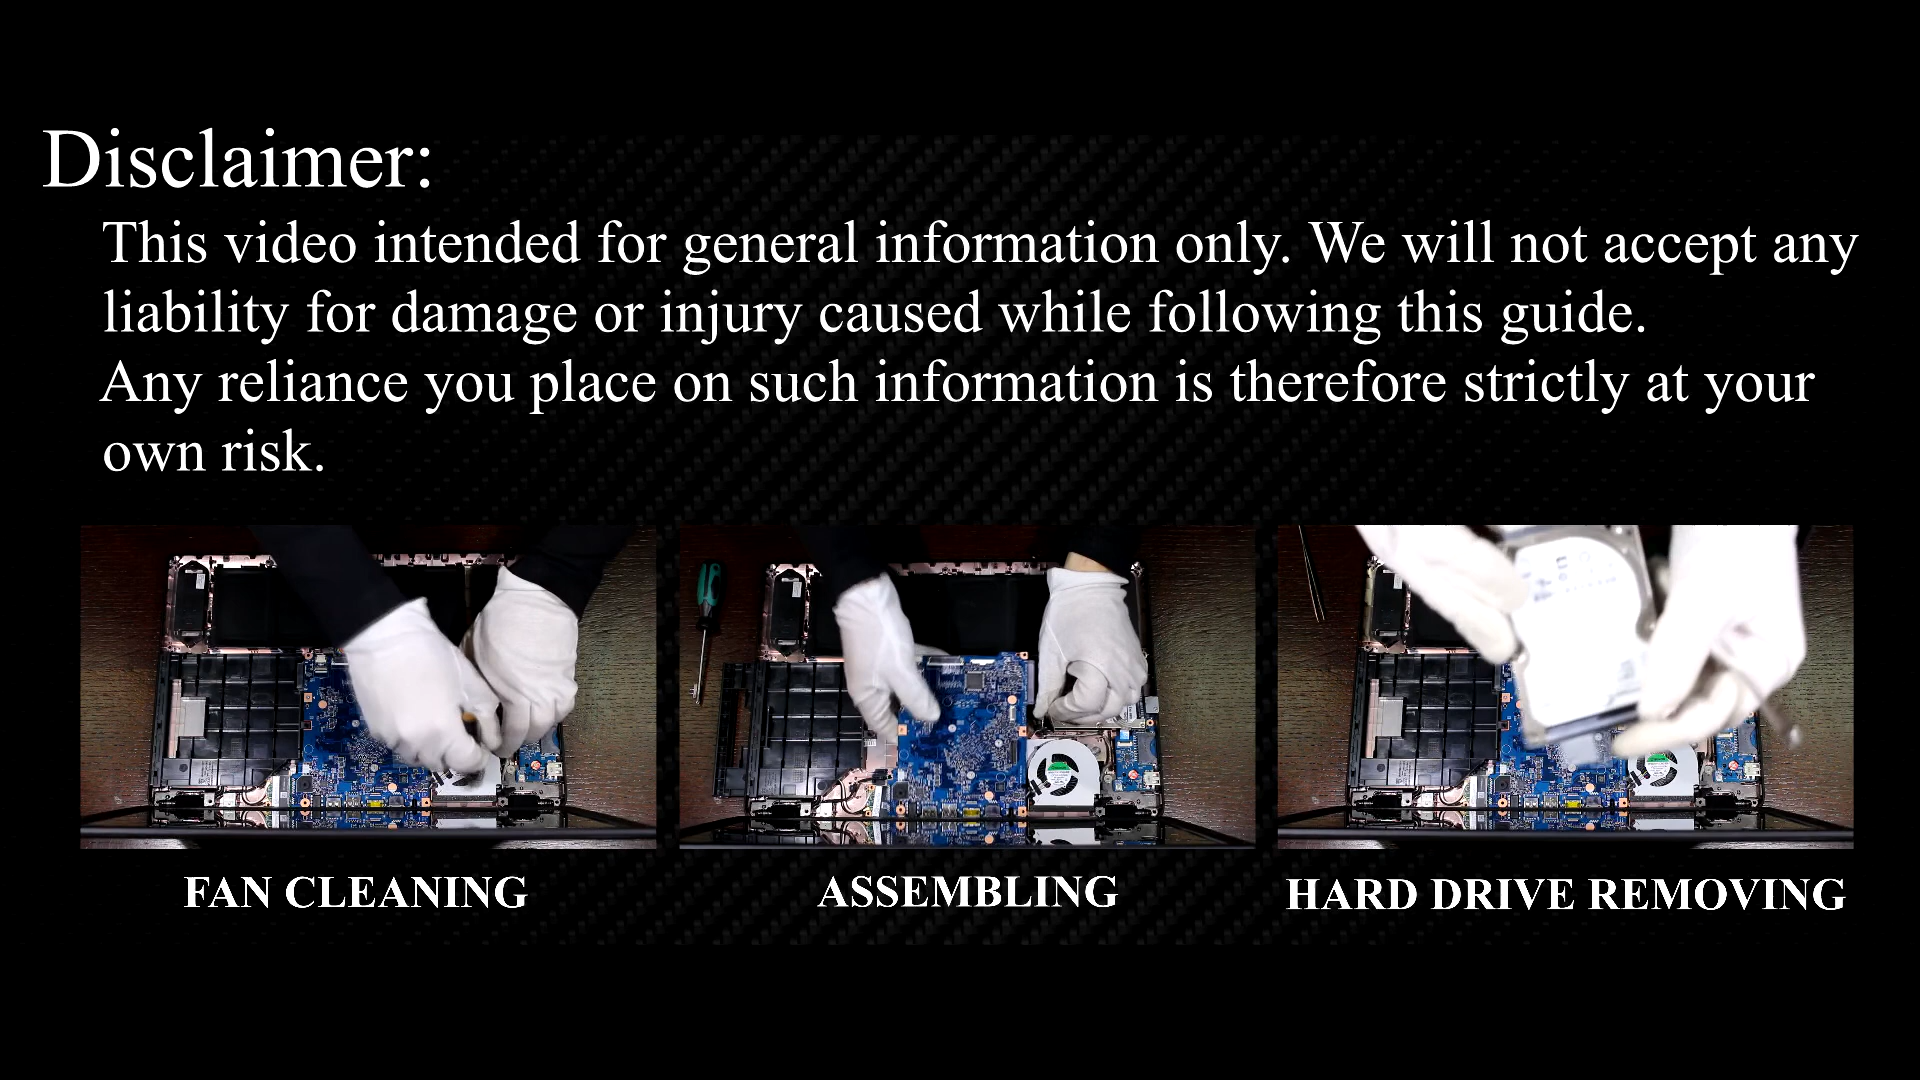 Disclaimer:
This video intended for general information only. We will not accept any
liability for damage or injury caused while following this guide.
Any reliance you place on such information is therefore strictly at your
own risk.
FAN CLEANING
ASSEMBLING
HARD DRIVE REMOVING